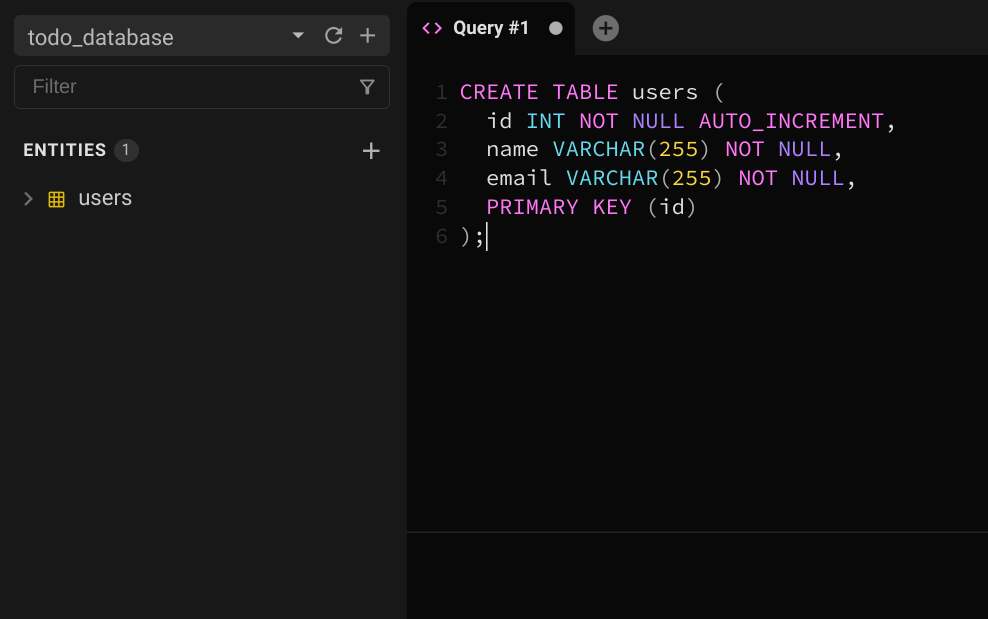 todo_database
Filter
ENTITIES 1
users
Query #1
1 CREATE TABLE users (
2   id INT NOT NULL AUTO_INCREMENT,
3   name VARCHAR(255) NOT NULL,
4   email VARCHAR(255) NOT NULL,
5   PRIMARY KEY (id)
6 );